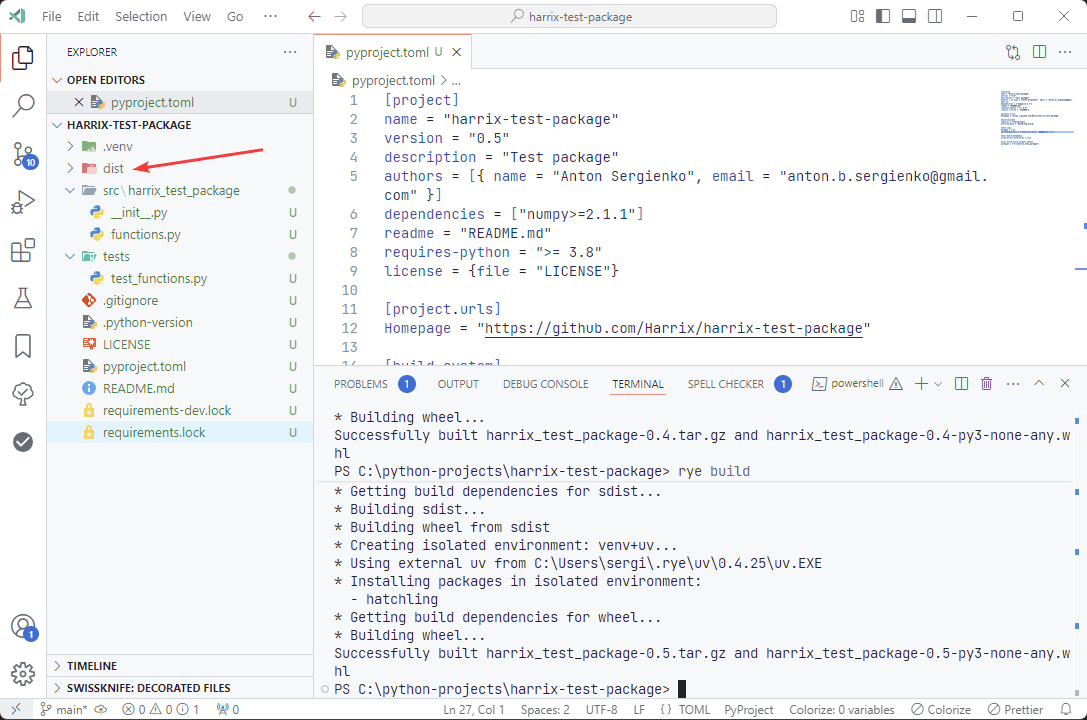 File Edit Selection View Go ··· harrix-test-package
EXPLORER ···
OPEN EDITORS
pyproject.toml U
HARRIX-TEST-PACKAGE
.venv
dist
src\harrix_test_package
__init__.py U
functions.py U
tests
test_functions.py U
.gitignore U
.python-version U
LICENSE U
pyproject.toml U
README.md U
requirements-dev.lock U
requirements.lock U
TIMELINE
SWISSKNIFE: DECORATED FILES
10
1
pyproject.toml U
pyproject.toml > ...
1 [project]
2 name = "harrix-test-package"
3 version = "0.5"
4 description = "Test package"
5 authors = [{ name = "Anton Sergienko", email = "anton.b.sergienko@gmail.
com" }]
6 dependencies = ["numpy>=2.1.1"]
7 readme = "README.md"
8 requires-python = ">= 3.8"
9 license = {file = "LICENSE"}
10
11 [project.urls]
12 Homepage = "https://github.com/Harrix/harrix-test-package"
13
14 [build-system]
PROBLEMS 1 OUTPUT DEBUG CONSOLE TERMINAL SPELL CHECKER 1 powershell
* Building wheel...
Successfully built harrix_test_package-0.4.tar.gz and harrix_test_package-0.4-py3-none-any.w
hl
PS C:\python-projects\harrix-test-package> rye build
* Getting build dependencies for sdist...
* Building sdist...
* Building wheel from sdist
* Creating isolated environment: venv+uv...
* Using external uv from C:\Users\sergi\.rye\uv\0.4.25\uv.EXE
* Installing packages in isolated environment:
- hatchling
* Getting build dependencies for wheel...
* Building wheel...
Successfully built harrix_test_package-0.5.tar.gz and harrix_test_package-0.5-py3-none-any.w
hl
PS C:\python-projects\harrix-test-package>
main* 0 0 1 0 Ln 27, Col 1 Spaces: 2 UTF-8 LF {} TOML PyProject Colorize: 0 variables Colorize Prettier